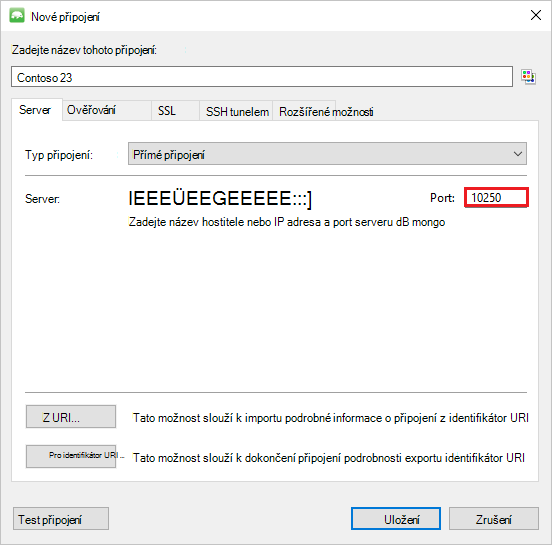 Nové připojení
Zadejte název tohoto připojení:
Contoso 23
Server Ověřování SSL SSH tunelem Rozšířené možnosti
Typ připojení: Přímé připojení
Server: IEEEÜEEGEEEEE:::] Port: 10250
Zadejte název hostitele nebo IP adresa a port serveru dB mongo
Z URI... Tato možnost slouží k importu podrobné informace o připojení z identifikátor URI
Pro identifikátor URI ... Tato možnost slouží k dokončení připojení podrobnosti exportu identifikátor URI
Test připojení Uložení Zrušení